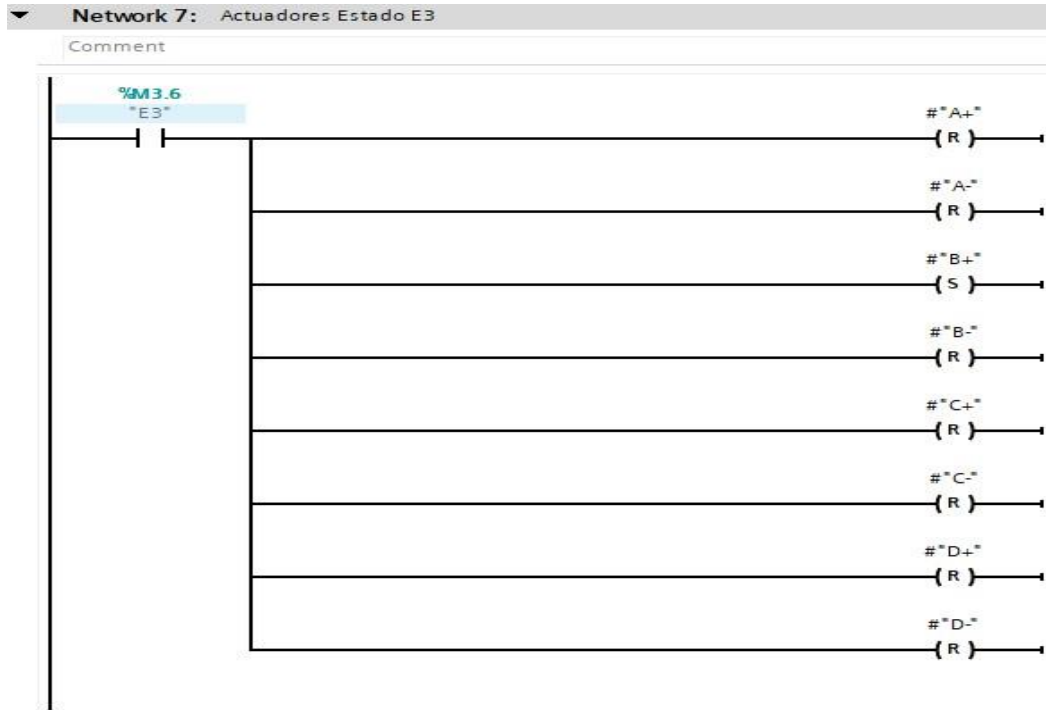 Network 7: Actuadores Estado E3
Comment
%M3.6
"E3"
#"A+"
R
#"A-"
R
#"B+"
S
#"B-"
R
#"C+"
R
#"C-"
R
#"D+"
R
#"D-"
R